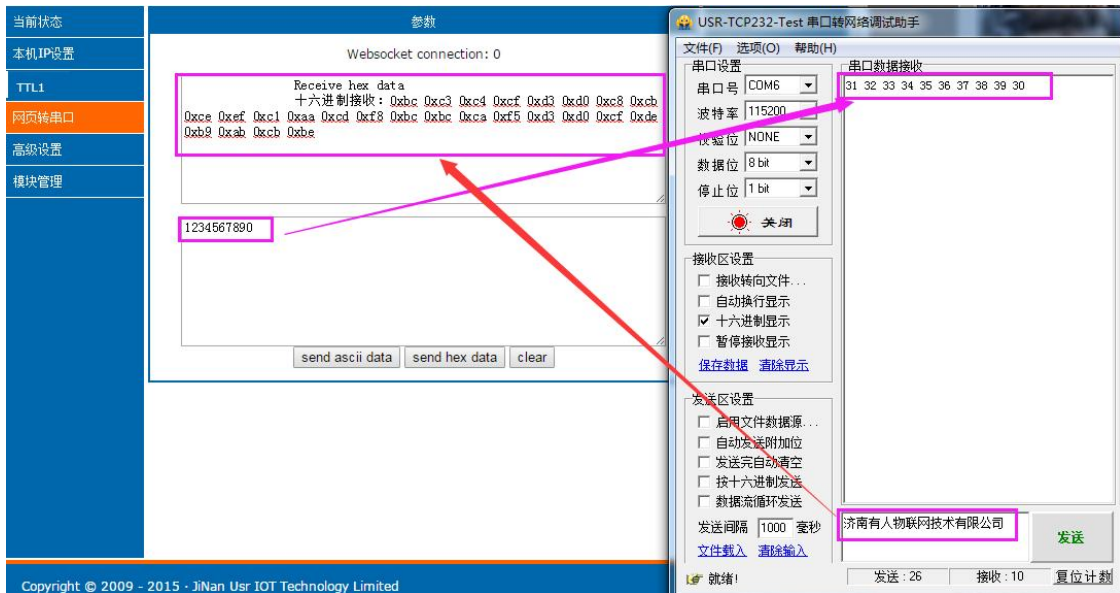 当前状态
本机IP设置
TTL1
网页转串口
高级设置
模块管理
参数
Websocket connection: 0
Receive hex data
十六进制接收：0xbc 0xc3 0xc4 0xcf 0xd3 0xd0 0xc8 0xcb
0xce 0xef 0xc1 0xaa 0xcd 0xf8 0xbc 0xbc 0xca 0xf5 0xd3 0xd0 0xcf 0xde
0xb9 0xab 0xcb 0xbe
1234567890
send ascii data send hex data clear
Copyright © 2009 - 2015 · JiNan Usr IOT Technology Limited
USR-TCP232-Test 串口转网络调试助手
文件(F) 选项(O) 帮助(H)
串口设置
串口号 COM6
波特率 115200
校验位 NONE
数据位 8 bit
停止位 1 bit
关闭
接收区设置
接收转向文件...
自动换行显示
十六进制显示
暂停接收显示
保存数据 清除显示
发送区设置
启用文件数据源...
自动发送附加位
发送完自动清空
按十六进制发送
数据流循环发送
发送间隔 1000 毫秒
文件载入 清除输入
串口数据接收
31 32 33 34 35 36 37 38 39 30
济南有人物联网技术有限公司
发送
就绪!
发送 : 26 接收 : 10 复位计数